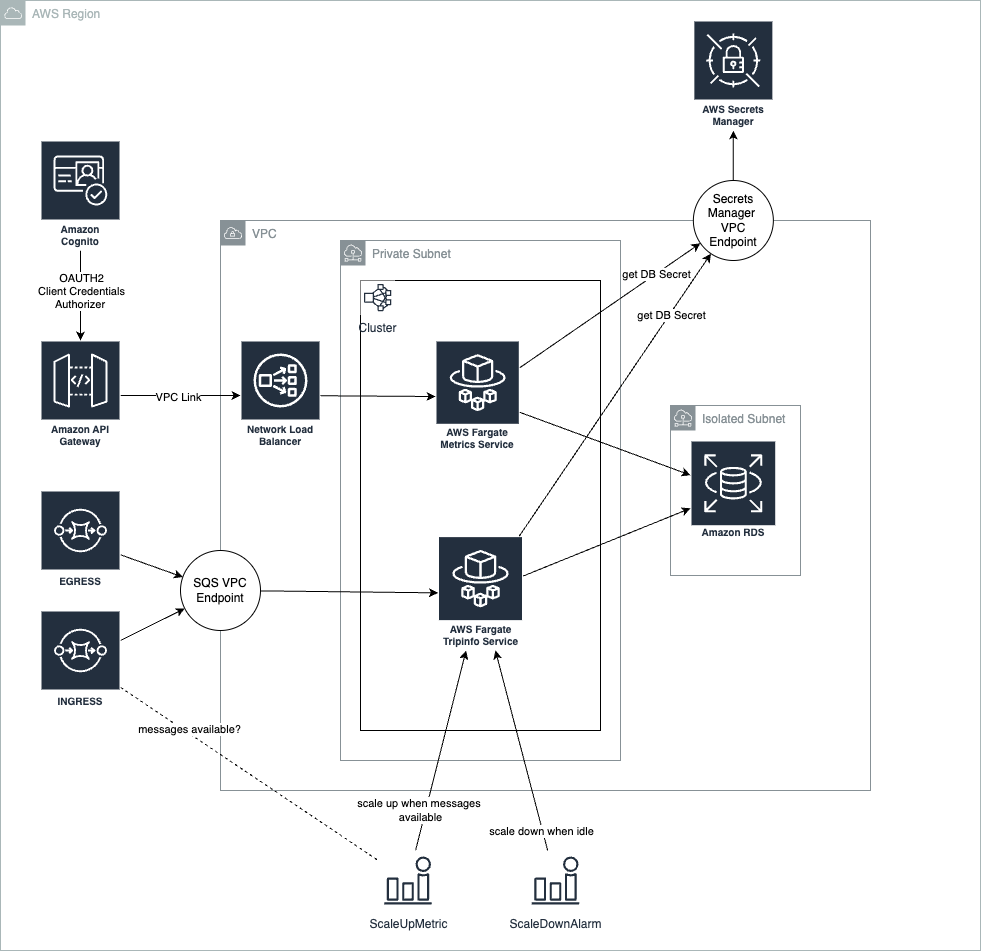 AWS Region
AWS Secrets
Manager
Amazon
Cognito
Secrets
Manager
VPC
Endpoint
VPC
Private Subnet
OAUTH2
Client Credentials
Authorizer
get DB Secret
get DB Secret
Cluster
VPC Link
Amazon API
Gateway
Network Load
Balancer
AWS Fargate
Metrics Service
Isolated Subnet
Amazon RDS
EGRESS
SQS VPC
Endpoint
AWS Fargate
Tripinfo Service
INGRESS
messages available?
scale up when messages
available
scale down when idle
ScaleUpMetric
ScaleDownAlarm